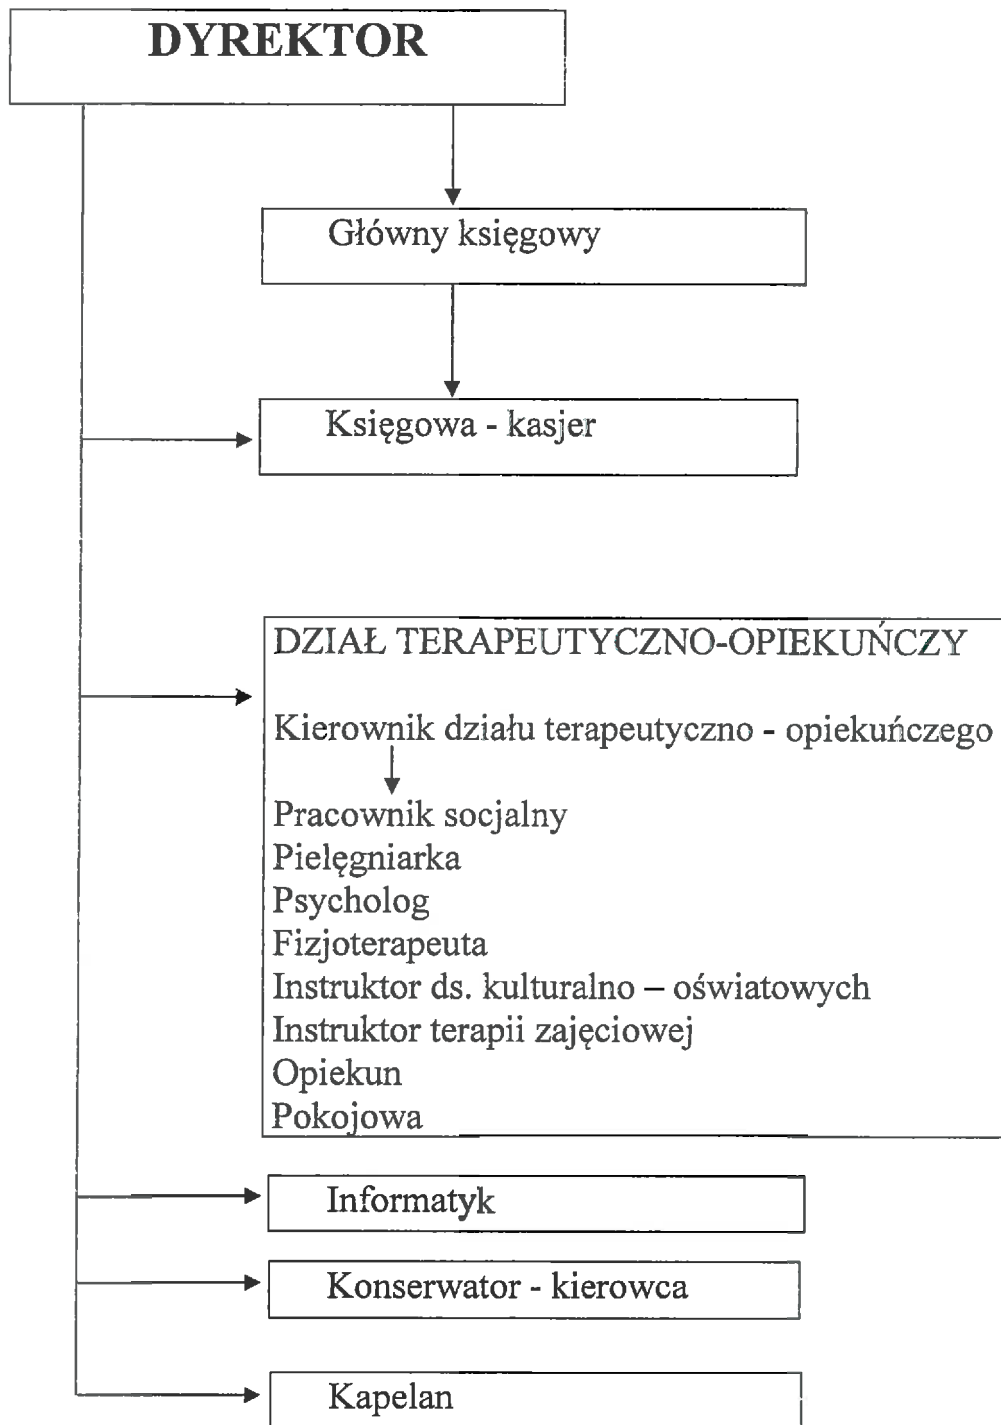 DYREKTOR
Główny księgowy
Księgowa - kasjer
DZIAŁ TERAPEUTYCZNO-OPIEKUŃCZY
Kierownik działu terapeutyczno - opiekuńczego
Pracownik socjalny
Pielęgniarka
Psycholog
Fizjoterapeuta
Instruktor ds. kulturalno – oświatowych
Instruktor terapii zajęciowej
Opiekun
Pokojowa
Informatyk
Konserwator - kierowca
Kapelan